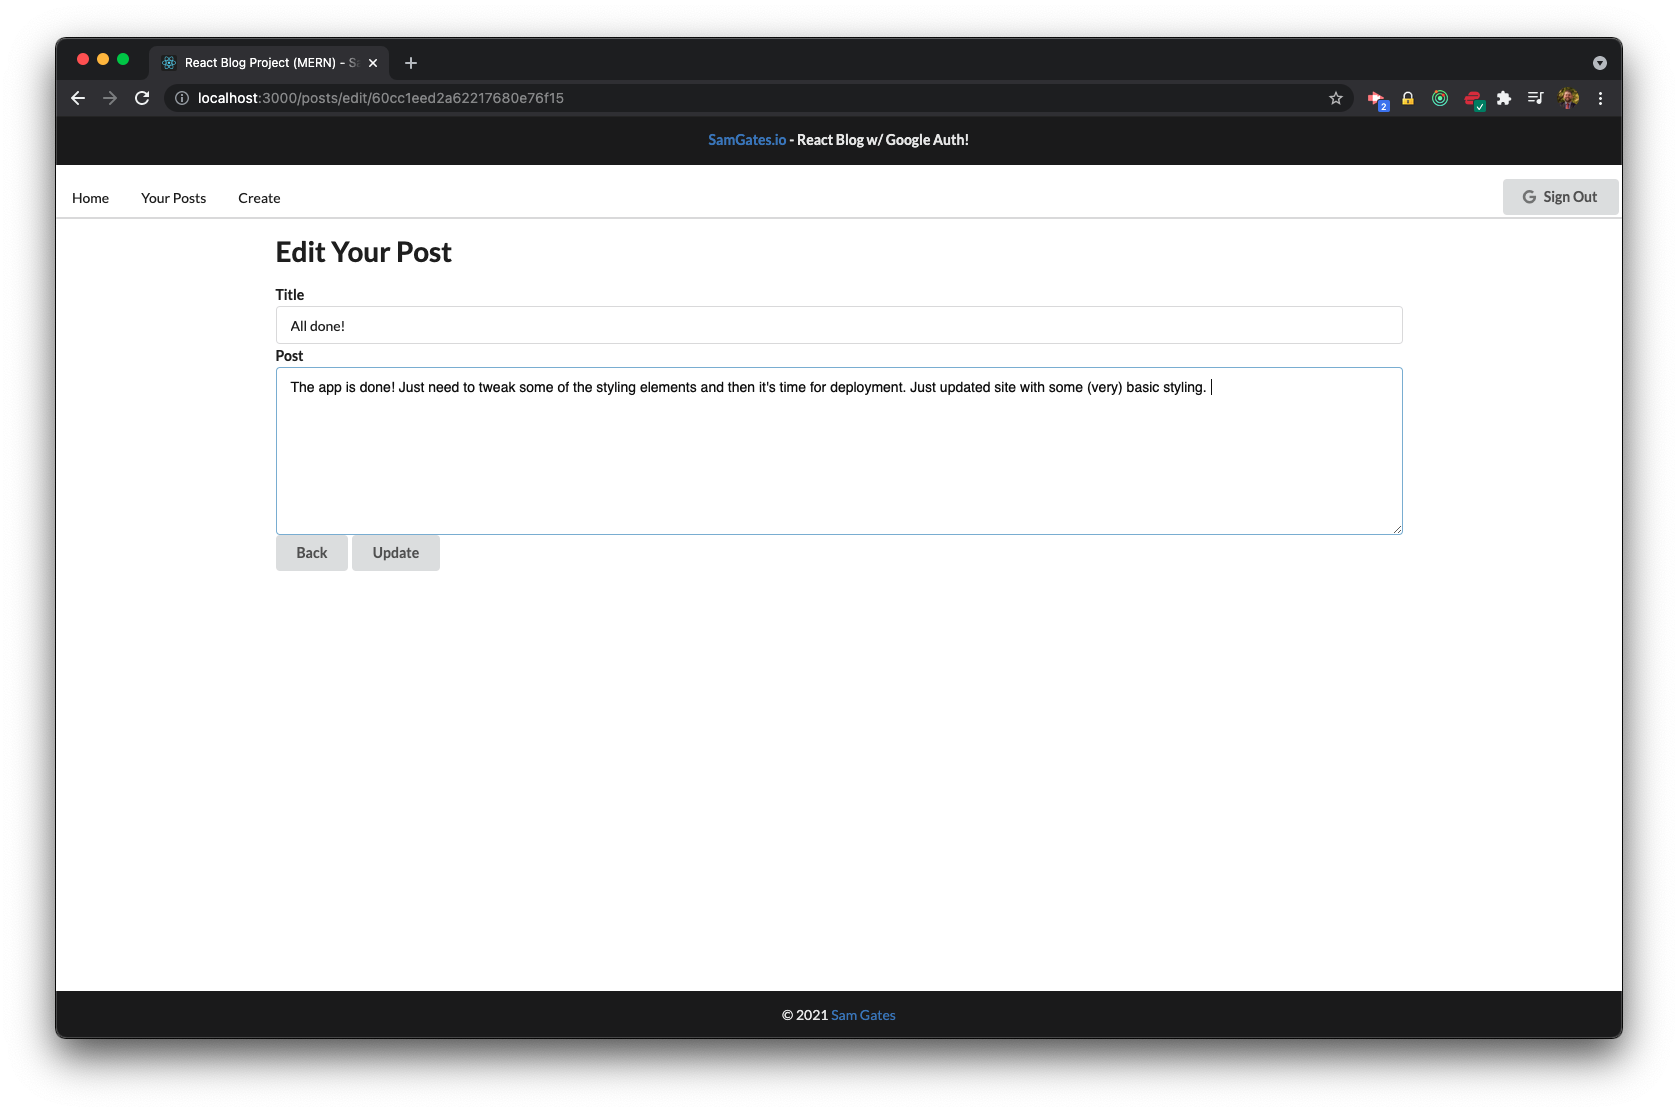 React Blog Project (MERN) - S
localhost:3000/posts/edit/60cc1eed2a62217680e76f15
2
SamGates.io - React Blog w/ Google Auth!
Home Your Posts Create
G Sign Out
Edit Your Post
Title
All done!
Post
The app is done! Just need to tweak some of the styling elements and then it's time for deployment. Just updated site with some (very) basic styling.
Back Update
© 2021 Sam Gates